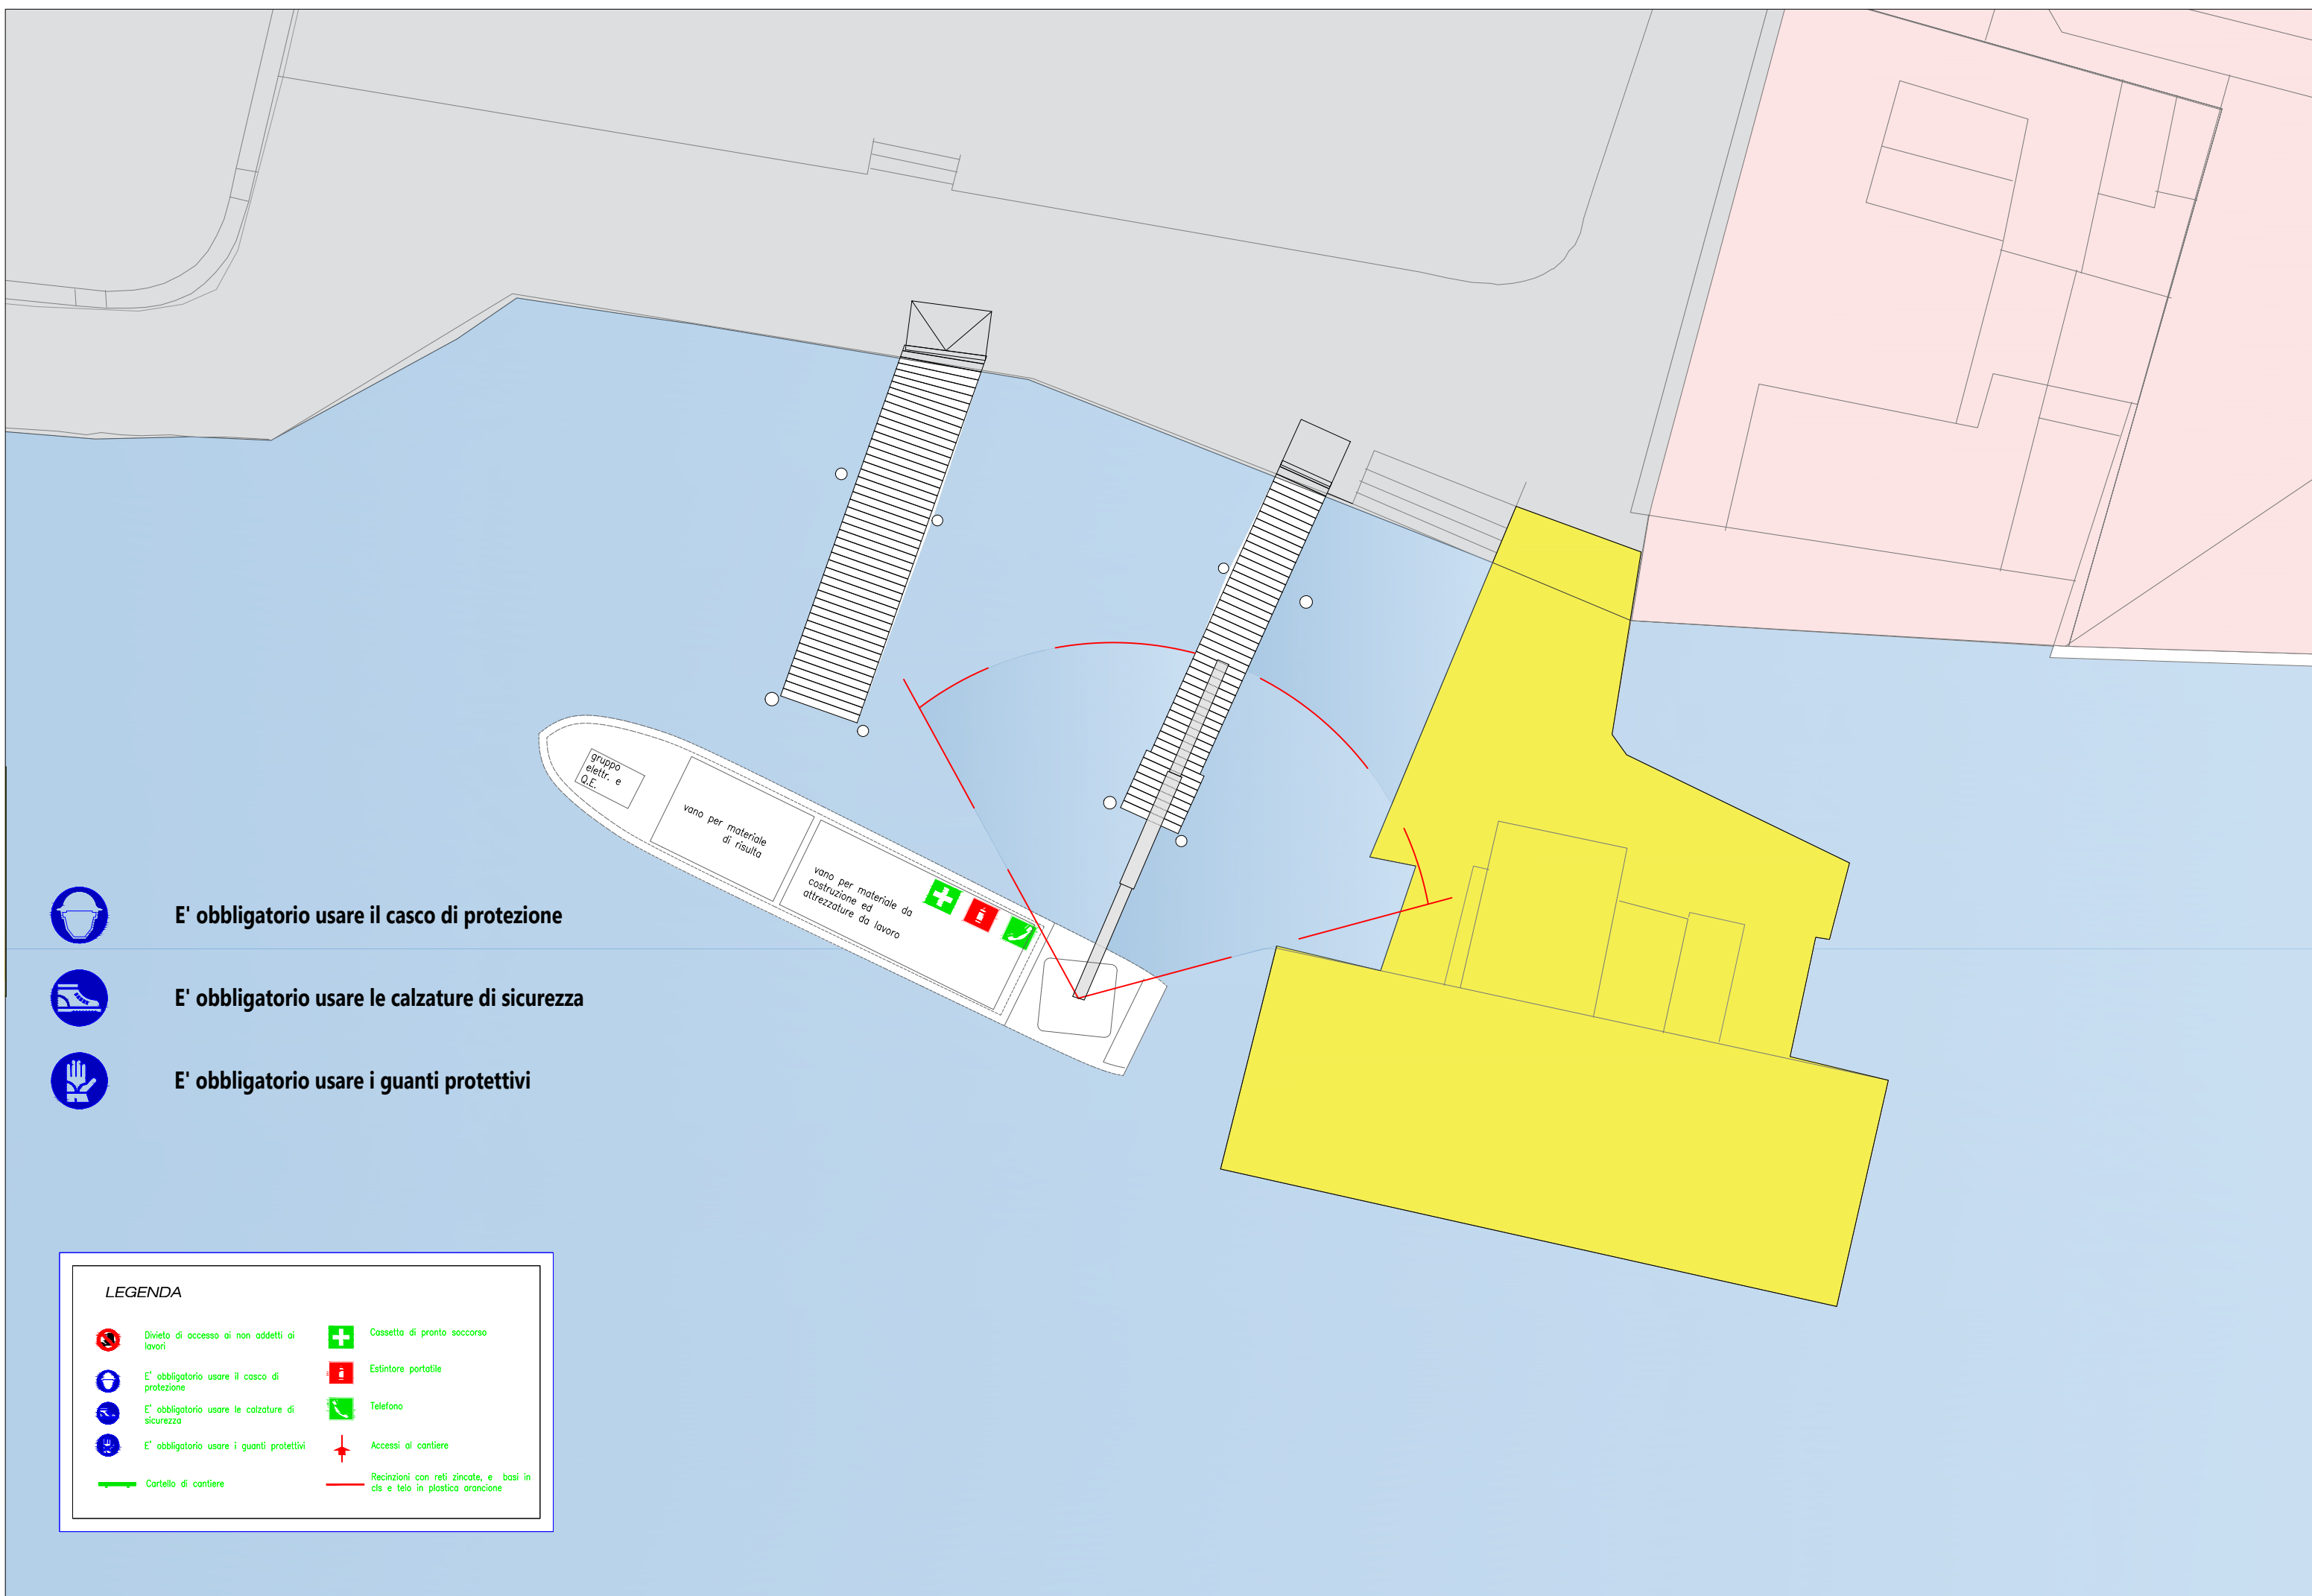 gruppo
elettr. e
Q.E.
vano per materiale
di risulta
vano per materiale da
costruzione ed
attrezzature da lavoro
E' obbligatorio usare il casco di protezione
E' obbligatorio usare le calzature di sicurezza
E' obbligatorio usare i guanti protettivi
LEGENDA
Divieto di accesso ai non addetti ai
lavori
E' obbligatorio usare il casco di
protezione
E' obbligatorio usare le calzature di
sicurezza
E' obbligatorio usare i guanti protettivi
Cartello di cantiere
Cassetta di pronto soccorso
Estintore portatile
Telefono
Accessi al cantiere
Recinzioni con reti zincate, e basi in
cls e telo in plastica arancione